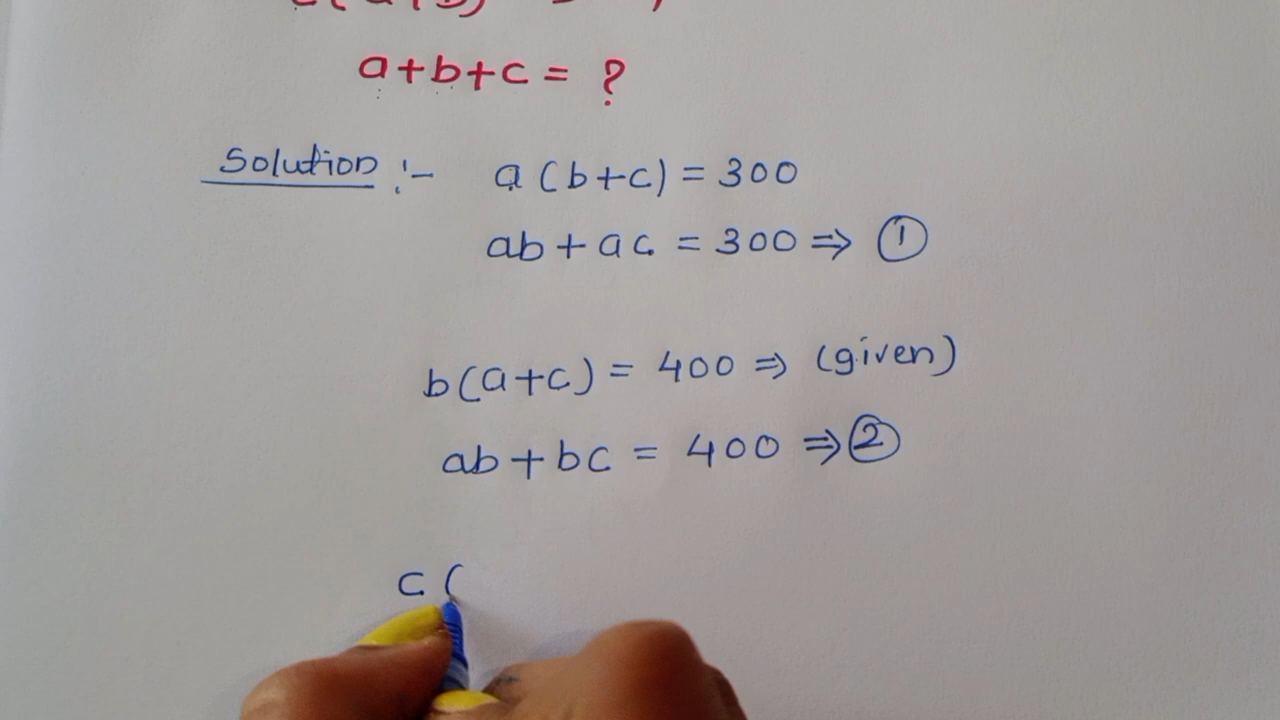 a+b+c = ?
Solution :- a(b+c) = 300
ab + ac = 300 ⇒ ①
b(a+c) = 400 ⇒ (given)
ab + bc = 400 ⇒ ②
c (